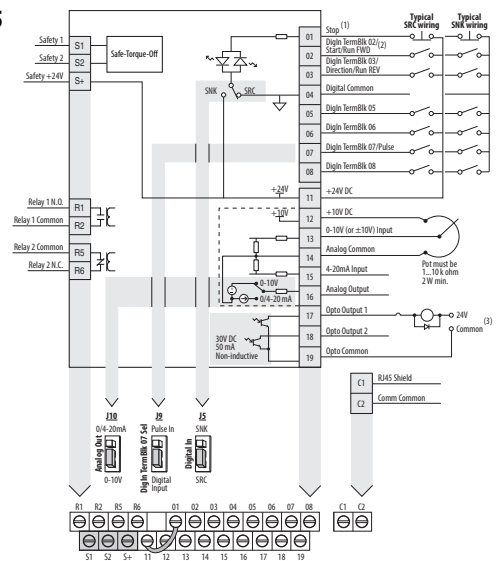 5
Typical
SRC wiring
Typical
SNK wiring
Safety 1
S1
Safety 2
S2
Safety +24V
S+
Safe-Torque-Off
SNK
SRC
01
Stop (1)
02
DigIn TermBlk 02/
Start/Run FWD (2)
03
DigIn TermBlk 03/
Direction/Run REV
04
Digital Common
05
DigIn TermBlk 05
06
DigIn TermBlk 06
07
DigIn TermBlk 07/Pulse
08
DigIn TermBlk 08
+24V
11
+24V DC
+10V
12
+10V DC
13
0-10V (or ±10V) Input
14
Analog Common
15
4-20mA Input
16
Analog Output
0-10V
0/4-20 mA
Pot must be
1...10 k ohm
2 W min.
Relay 1 N.O.
R1
Relay 1 Common
R2
Relay 2 Common
R5
Relay 2 N.C.
R6
17
Opto Output 1
18
Opto Output 2
19
Opto Common
30V DC
50 mA
Non-inductive
24V
Common
(3)
C1
RJ45 Shield
C2
Comm Common
J10
0/4-20mA
Analog Out
0-10V
J9
Pulse In
DigIn TermBlk 07 Sel
Digital
Input
J5
SNK
Digital In
SRC
R1 R2 R5 R6 01 02 03 04 05 06 07 08 C1 C2
S1 S2 S+ 11 12 13 14 15 16 17 18 19